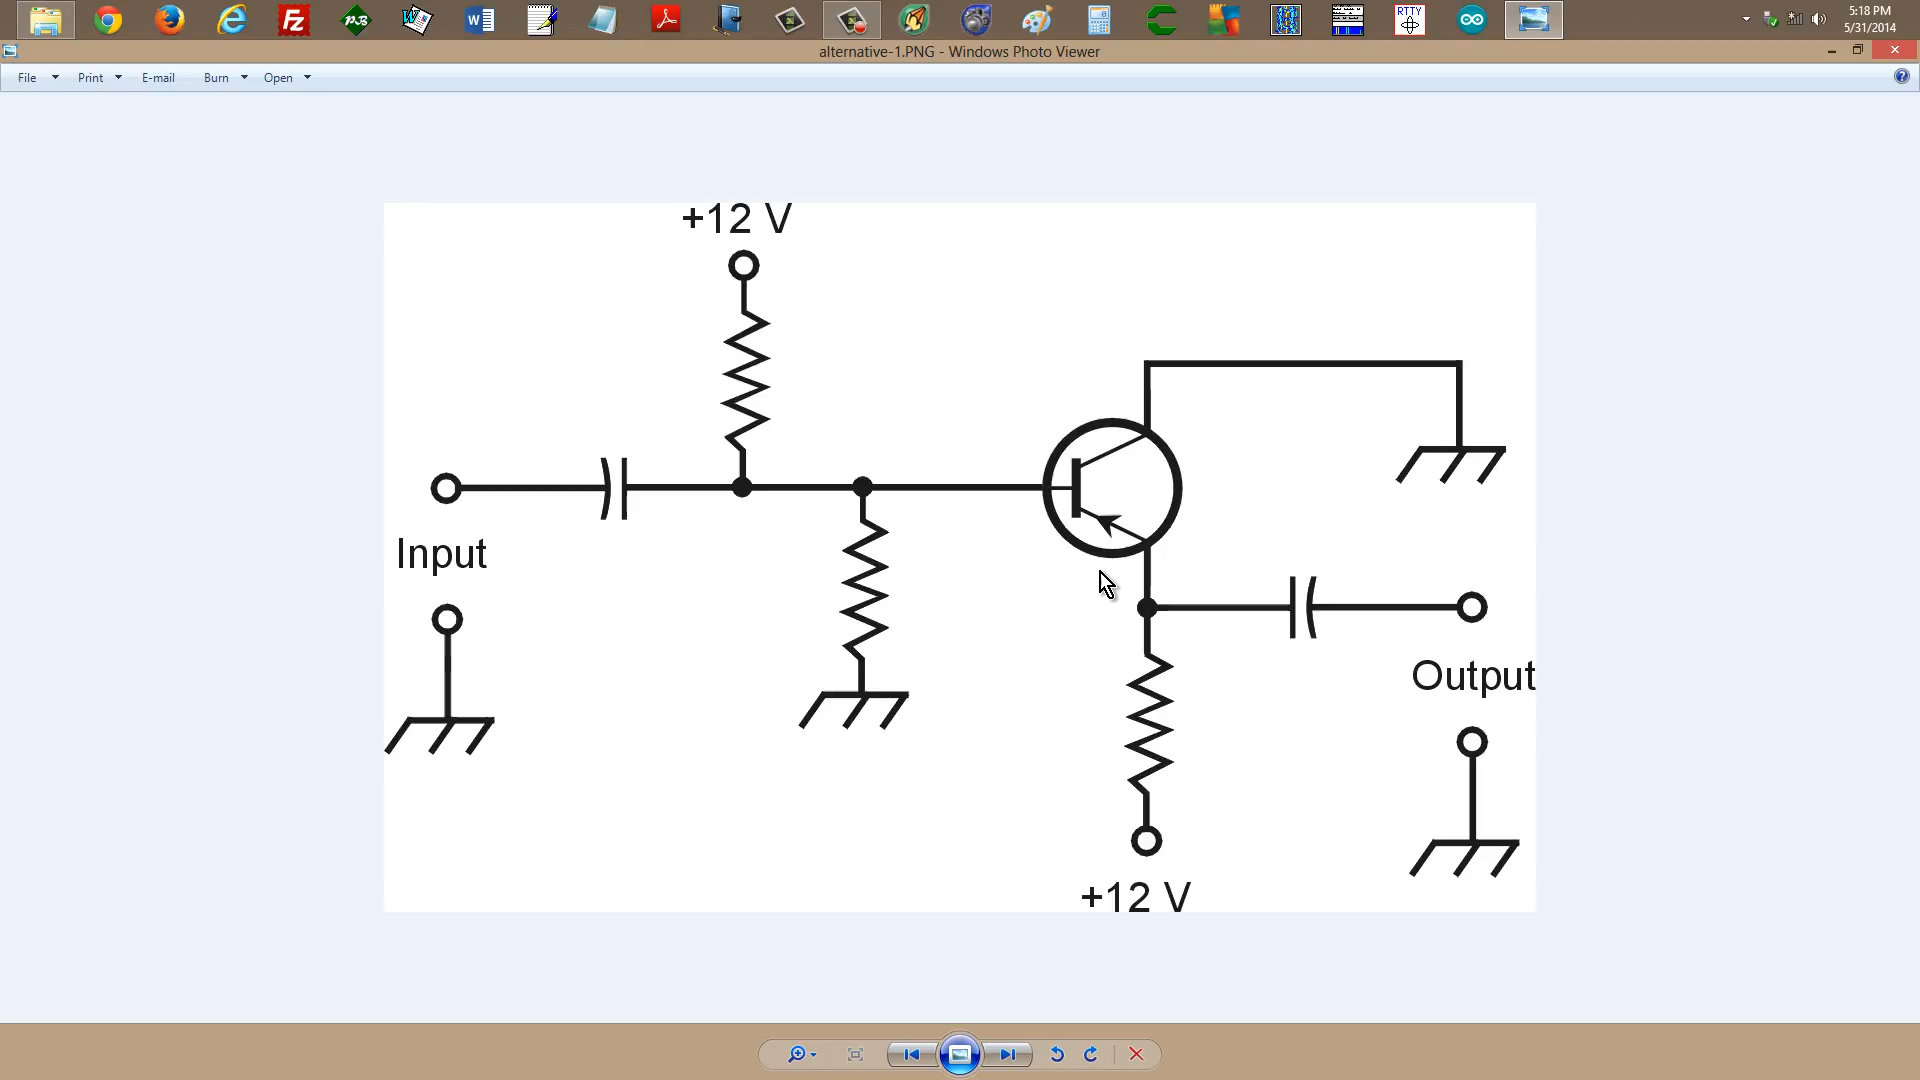 RTTY
5:18 PM
5/31/2014
alternative-1.PNG - Windows Photo Viewer
File Print E-mail Burn Open
+12 V
Input
Output
+12 V